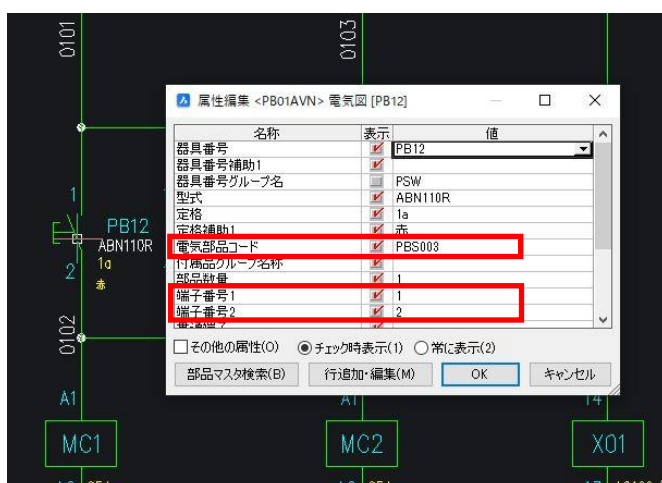 0101
0103
属性編集 <PB01AVN> 電気図 [PB12]
名称 表示 値
器具番号 PB12
器具番号補助1
器具番号グループ名 PSW
型式 ABN110R
定格 1a
定格補助1 赤
電気部品コード PBS003
付属品グループ名称
部品数量 1
端子番号1 1
端子番号2 2
その他の属性(O) チェック時表示(1) 常に表示(2)
部品マスタ検索(B) 行追加・編集(M) OK キャンセル
1
PB12
ABN110R
2
1a
赤
0102
A1
A1
14
MC1
MC2
X01